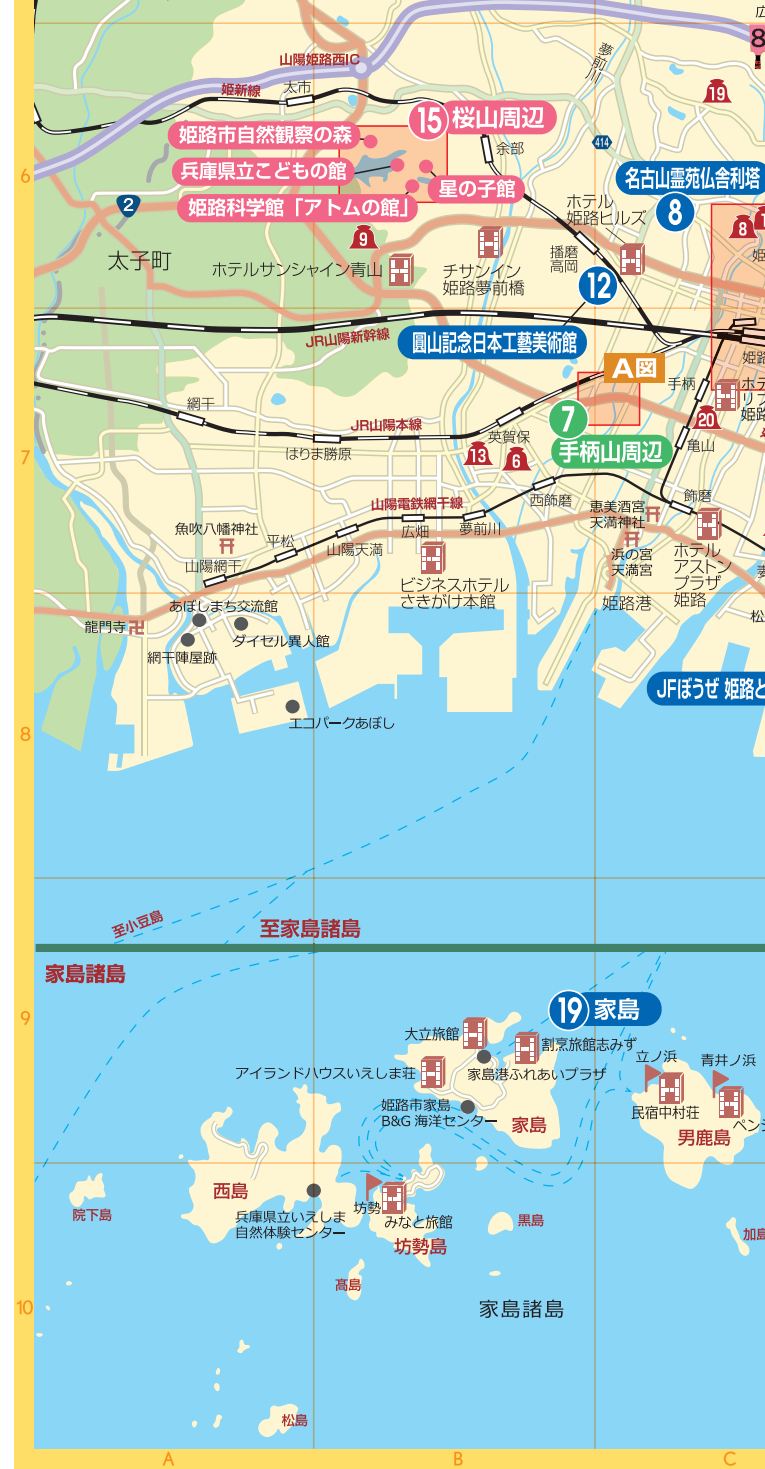 広
8
夢前川
山陽姫路西IC
姫新線
太市
19
15
桜山周辺
姫路市自然観察の森
余部
414
兵庫県立こどもの館
名古山霊苑仏舎利塔
6
星の子館
8
2
姫路科学館「アトムの館」
ホテル
姫路ヒルズ
9
8
太子町
ホテルサンシャイン青山
チサンイン
姫路夢前橋
播磨
高岡
12
JR山陽新幹線
圓山記念日本工藝美術館
A図
手柄
網干
7
JR山陽本線
英賀保
20
はりま勝原
手柄山周辺
亀山
7
13
6
西飾磨
飾磨
山陽電鉄網干線
恵美酒宮
天満神社
魚吹八幡神社
平松
山陽天満
広畑
夢前川
浜の宮
天満宮
ホテル
アストン
プラザ
姫路
山陽網干
ビジネスホテル
さきがけ本館
姫路港
あぼしまち交流館
龍門寺
ダイセル異人館
網干陣屋跡
JFぼうぜ 姫路と
エコパークあぼし
8
至小豆島
至家島諸島
家島諸島
9
19
家島
大立旅館
割烹旅館志みず
立ノ浜
青井ノ浜
アイランドハウスいえしま荘
家島港ふれあいプラザ
姫路市家島
B&G 海洋センター
民宿中村荘
家島
男鹿島
西島
院下島
坊勢
兵庫県立いえしま
自然体験センター
みなと旅館
黒島
坊勢島
加島
髙島
10
家島諸島
松島
A
B
C